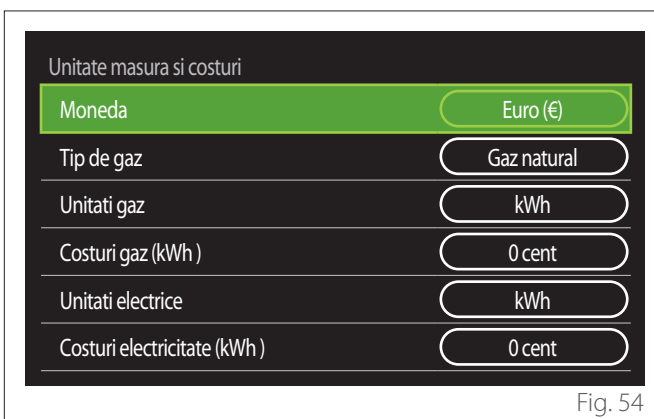 Unitate masura si costuri
Moneda Euro (€)
Tip de gaz Gaz natural
Unitati gaz kWh
Costuri gaz (kWh ) 0 cent
Unitati electrice kWh
Costuri electricitate (kWh ) 0 cent
Fig. 54